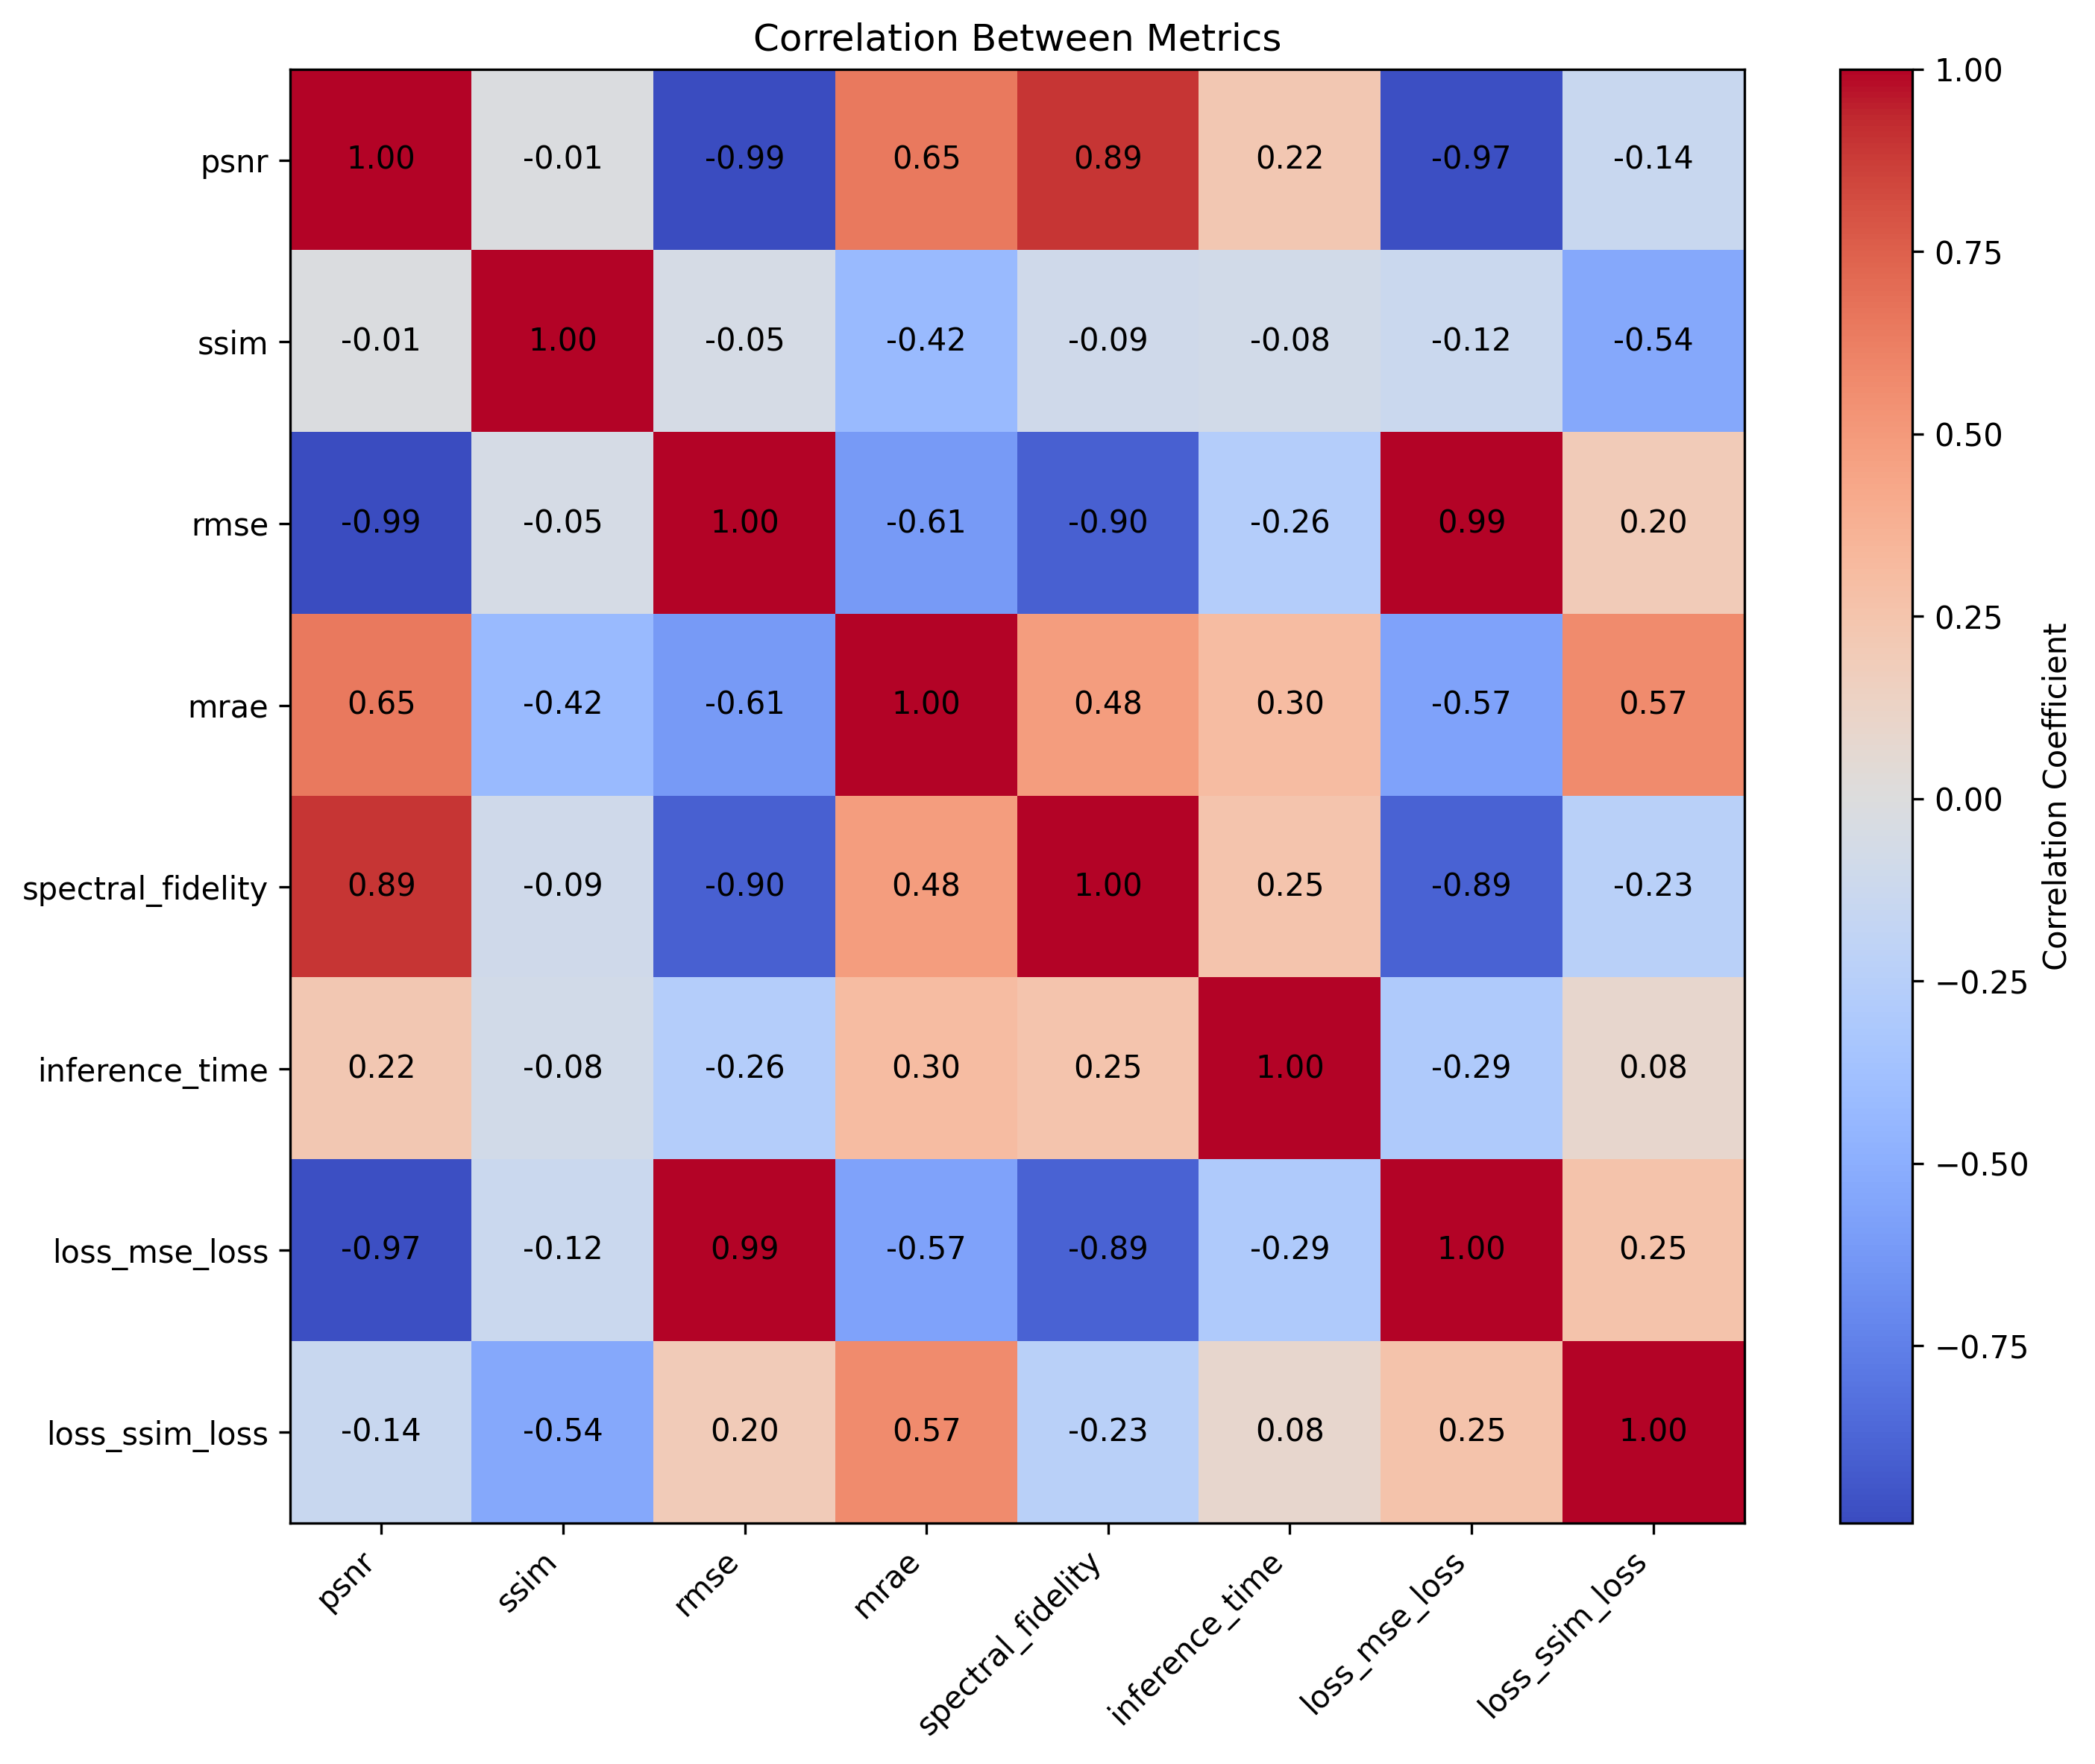 Correlation Between Metrics
psnr 1.00 -0.01 -0.99 0.65 0.89 0.22 -0.97 -0.14
ssim -0.01 1.00 -0.05 -0.42 -0.09 -0.08 -0.12 -0.54
rmse -0.99 -0.05 1.00 -0.61 -0.90 -0.26 0.99 0.20
mrae 0.65 -0.42 -0.61 1.00 0.48 0.30 -0.57 0.57
spectral_fidelity 0.89 -0.09 -0.90 0.48 1.00 0.25 -0.89 -0.23
inference_time 0.22 -0.08 -0.26 0.30 0.25 1.00 -0.29 0.08
loss_mse_loss -0.97 -0.12 0.99 -0.57 -0.89 -0.29 1.00 0.25
loss_ssim_loss -0.14 -0.54 0.20 0.57 -0.23 0.08 0.25 1.00
psnr ssim rmse mrae spectral_fidelity inference_time loss_mse_loss loss_ssim_loss
1.00
0.75
0.50
0.25
0.00
−0.25
−0.50
−0.75
Correlation Coefficient